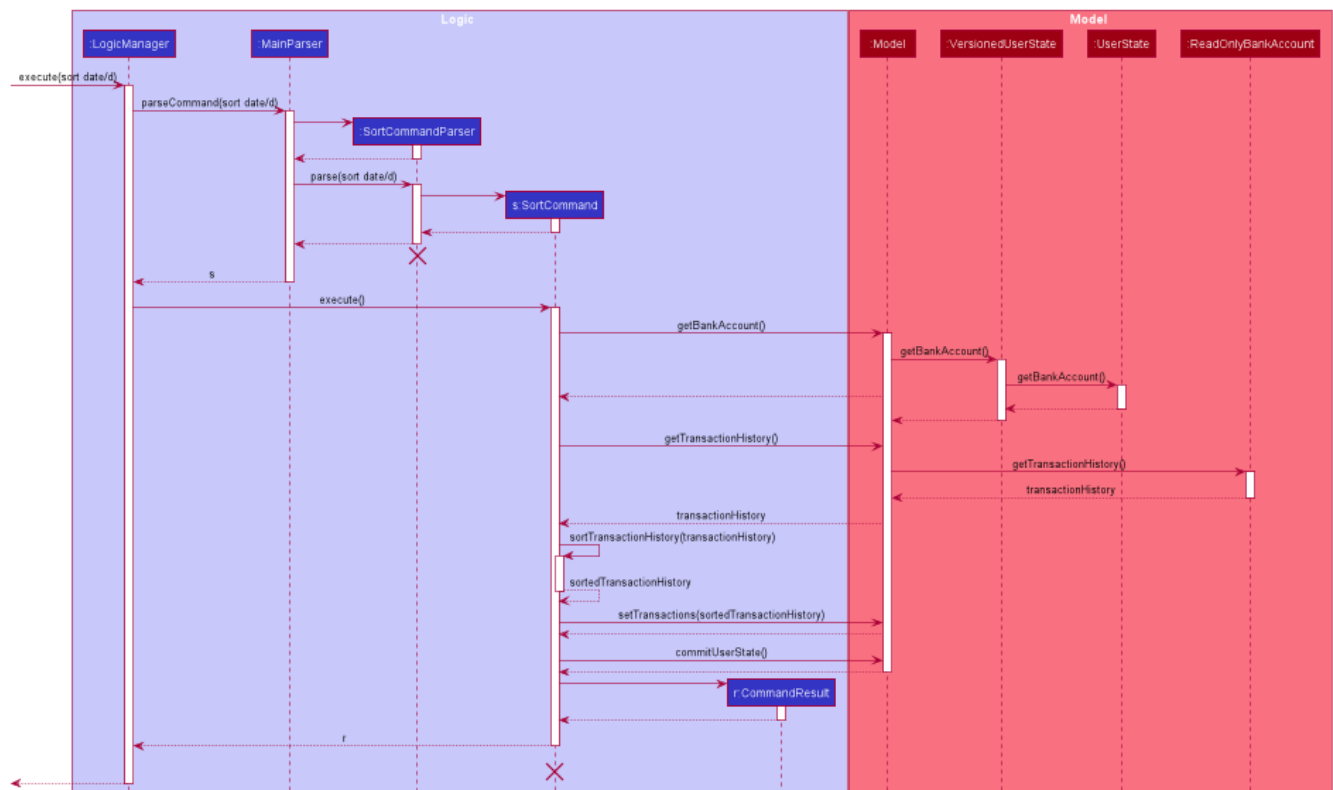 Logic
Model
:LogicManager
:MainParser
:Model
:VersionedUserState
:UserState
:ReadOnlyBankAccount
execute(sort date/d)
parseCommand(sort date/d)
:SortCommandParser
parse(sort date/d)
s:SortCommand
s
execute()
getBankAccount()
getBankAccount()
getBankAccount()
getTransactionHistory()
getTransactionHistory()
transactionHistory
transactionHistory
sortTransactionHistory(transactionHistory)
sortedTransactionHistory
setTransactions(sortedTransactionHistory)
commitUserState()
r:CommandResult
r